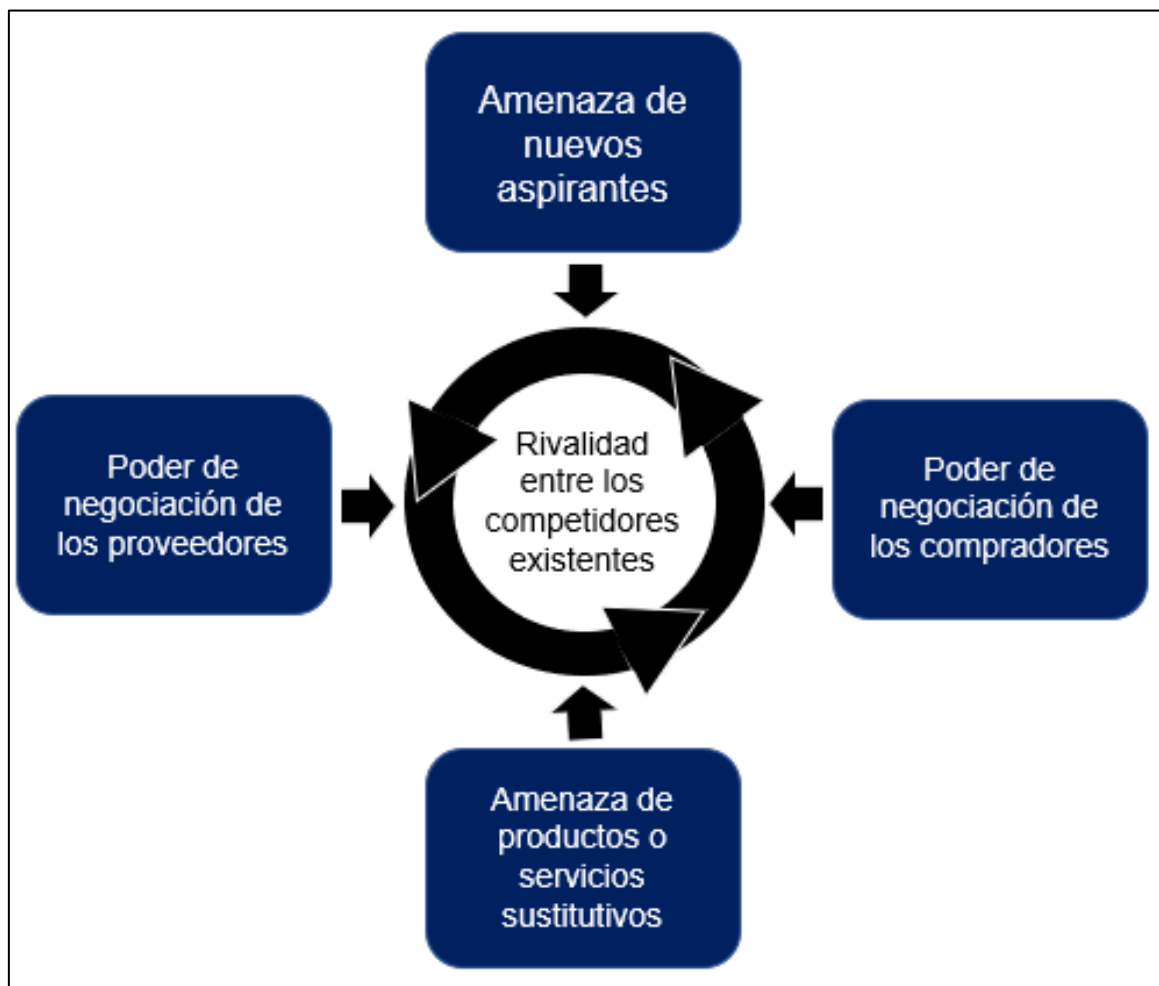 Amenaza de
nuevos
aspirantes
Poder de
negociación de
los proveedores
Rivalidad
entre los
competidores
existentes
Poder de
negociación de
los compradores
Amenaza de
productos o
servicios
sustitutivos